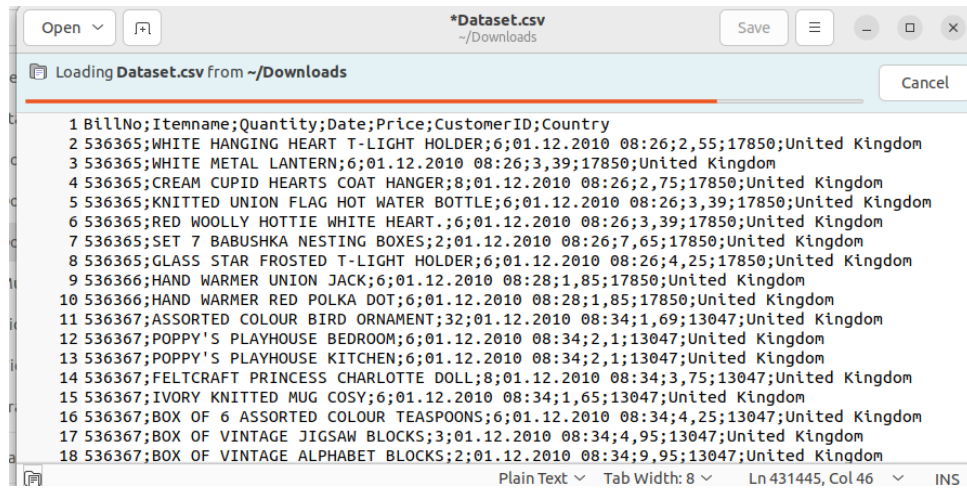 Open
*Dataset.csv
~/Downloads
Save
Loading Dataset.csv from ~/Downloads
Cancel
1 BillNo;Itemname;Quantity;Date;Price;CustomerID;Country
2 536365;WHITE HANGING HEART T-LIGHT HOLDER;6;01.12.2010 08:26;2,55;17850;United Kingdom
3 536365;WHITE METAL LANTERN;6;01.12.2010 08:26;3,39;17850;United Kingdom
4 536365;CREAM CUPID HEARTS COAT HANGER;8;01.12.2010 08:26;2,75;17850;United Kingdom
5 536365;KNITTED UNION FLAG HOT WATER BOTTLE;6;01.12.2010 08:26;3,39;17850;United Kingdom
6 536365;RED WOOLLY HOTTIE WHITE HEART.;6;01.12.2010 08:26;3,39;17850;United Kingdom
7 536365;SET 7 BABUSHKA NESTING BOXES;2;01.12.2010 08:26;7,65;17850;United Kingdom
8 536365;GLASS STAR FROSTED T-LIGHT HOLDER;6;01.12.2010 08:26;4,25;17850;United Kingdom
9 536366;HAND WARMER UNION JACK;6;01.12.2010 08:28;1,85;17850;United Kingdom
10 536366;HAND WARMER RED POLKA DOT;6;01.12.2010 08:28;1,85;17850;United Kingdom
11 536367;ASSORTED COLOUR BIRD ORNAMENT;32;01.12.2010 08:34;1,69;13047;United Kingdom
12 536367;POPPY'S PLAYHOUSE BEDROOM;6;01.12.2010 08:34;2,1;13047;United Kingdom
13 536367;POPPY'S PLAYHOUSE KITCHEN;6;01.12.2010 08:34;2,1;13047;United Kingdom
14 536367;FELTCRAFT PRINCESS CHARLOTTE DOLL;8;01.12.2010 08:34;3,75;13047;United Kingdom
15 536367;IVORY KNITTED MUG COSY;6;01.12.2010 08:34;1,65;13047;United Kingdom
16 536367;BOX OF 6 ASSORTED COLOUR TEASPOONS;6;01.12.2010 08:34;4,25;13047;United Kingdom
17 536367;BOX OF VINTAGE JIGSAW BLOCKS;3;01.12.2010 08:34;4,95;13047;United Kingdom
18 536367;BOX OF VINTAGE ALPHABET BLOCKS;2;01.12.2010 08:34;9,95;13047;United Kingdom
Plain Text Tab Width: 8 Ln 431445, Col 46 INS